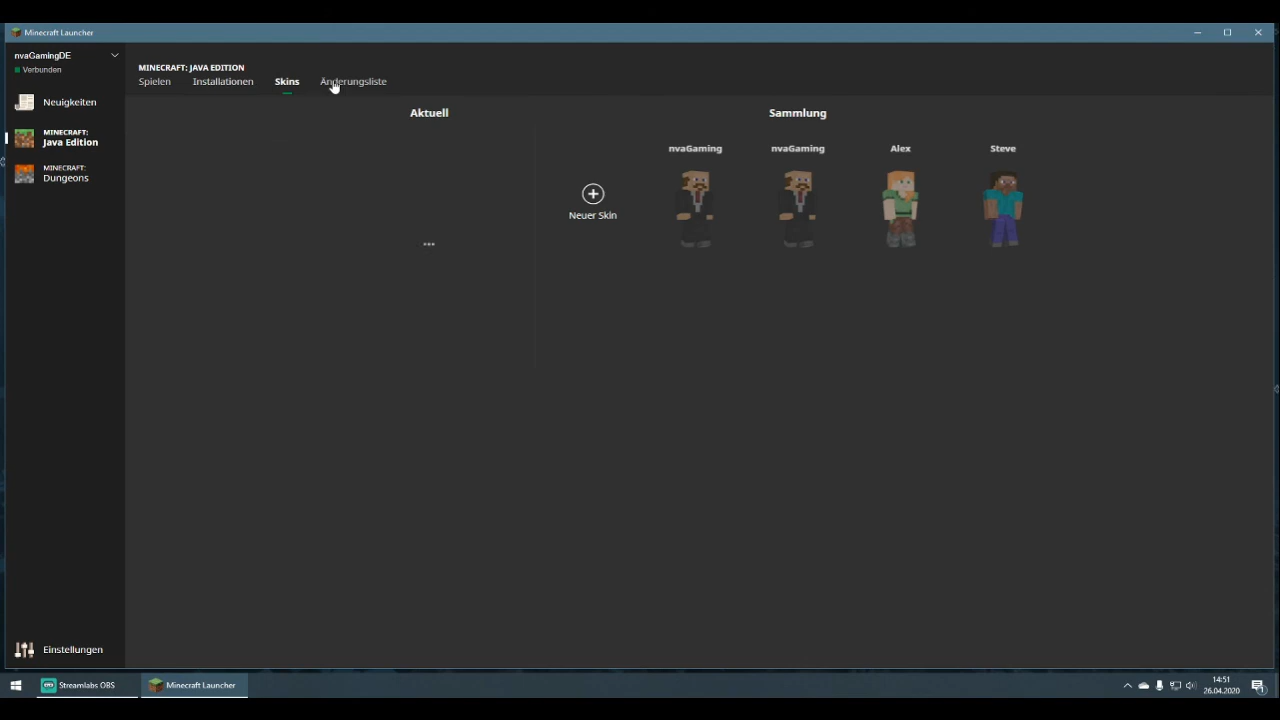 Minecraft Launcher
nvaGamingDE
Verbunden
Neuigkeiten
MINECRAFT:
Java Edition
MINECRAFT:
Dungeons
Einstellungen
MINECRAFT: JAVA EDITION
Spielen Installationen Skins Änderungsliste
Aktuell
...
Sammlung
Neuer Skin
nvaGaming nvaGaming Alex Steve
Streamlabs OBS Minecraft Launcher
14:51
26.04.2020
1